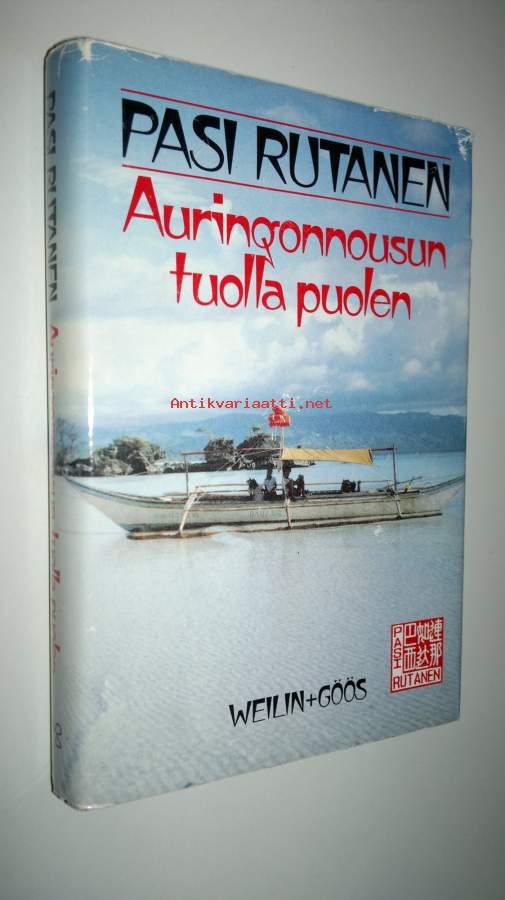 PASI RUTANEN
Auringonnousun
tuolla puolen
Antikvariaatti.net
WEILIN+GÖÖS
PASI
RUTANEN
PASI RUTANEN